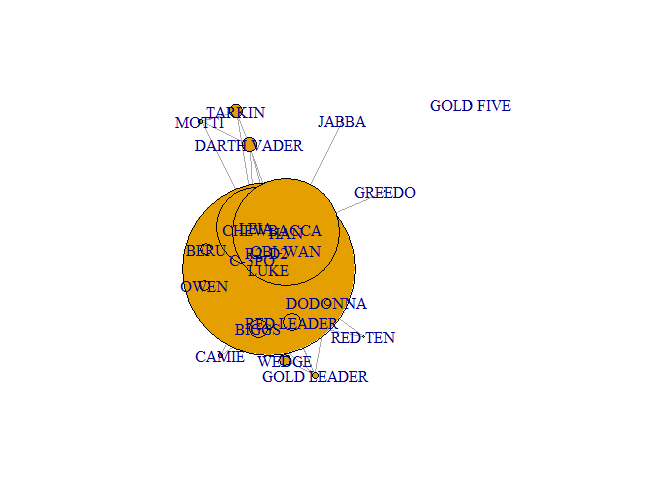 GOLD FIVE
TARKIN
MOTTI
JABBA
DARTH VADER
GREEDO
CHEWBACCA
LEIA
HAN
BERU
R2-D2
OBI-WAN
C-3PO
LUKE
OWEN
DODONNA
RED LEADER
BIGGS
RED TEN
CAMIE
WEDGE
GOLD LEADER